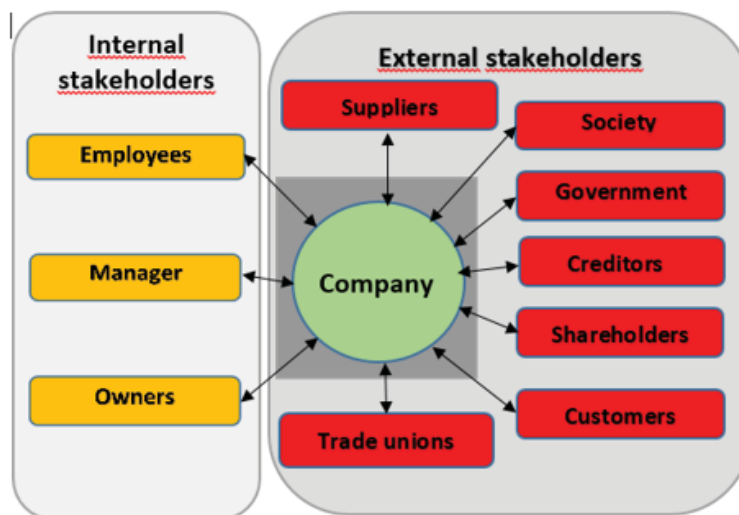 Internal
stakeholders
Employees
Manager
Owners
External stakeholders
Suppliers
Society
Government
Creditors
Shareholders
Customers
Trade unions
Company